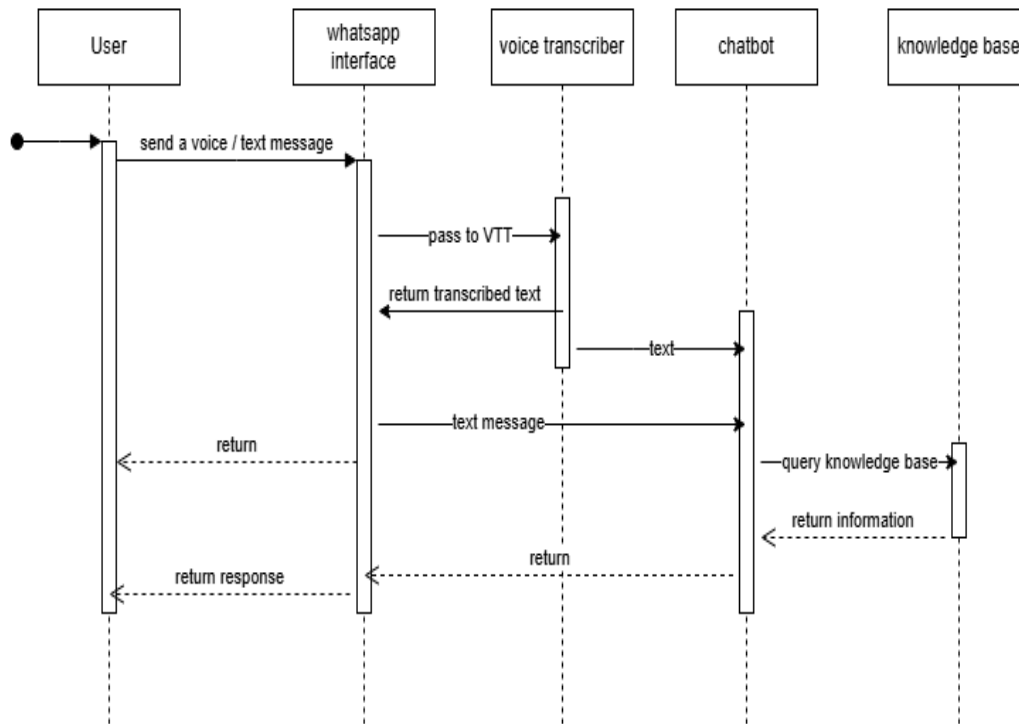 User
whatsapp
interface
voice transcriber
chatbot
knowledge base
send a voice / text message
pass to VTT
return transcribed text
text
text message
return
query knowledge base
return information
return
return response